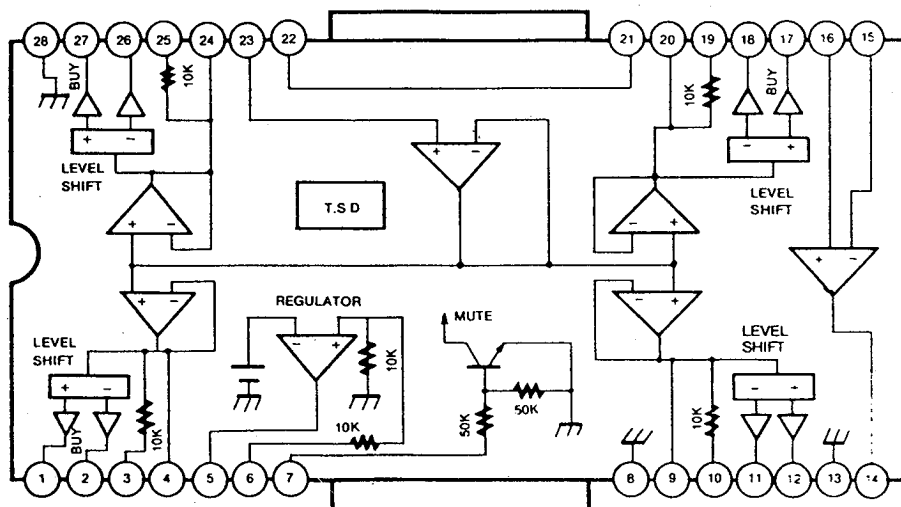 28 27 26 25 24 23 22 21 20 19 18 17 16 15
BUY
10K
10K
BUY
+ -
- +
+ -
LEVEL
SHIFT
LEVEL
SHIFT
T.S.D
+ -
- +
+ -
+ -
- +
REGULATOR
MUTE
- +
LEVEL
SHIFT
LEVEL
SHIFT
10K
+ -
- +
50K
BUY
10K
10K
50K
10K
1 2 3 4 5 6 7 8 9 10 11 12 13 14